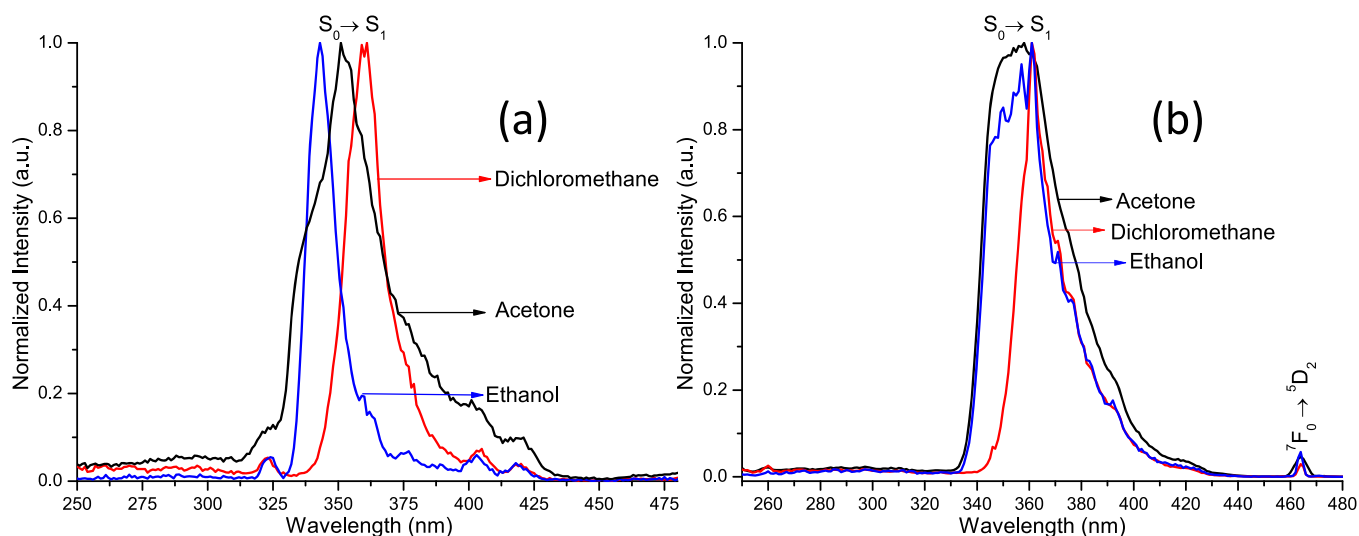 S₀→ S₁
(a)
Dichloromethane
Acetone
Ethanol
Normalized Intensity (a.u.)
1.0
0.8
0.6
0.4
0.2
0.0
250 275 300 325 350 375 400 425 450 475
Wavelength (nm)
S₀→ S₁
(b)
Acetone
Dichloromethane
Ethanol
⁷F₀ → ⁵D₂
Normalized Intensity (a.u.)
1.0
0.8
0.6
0.4
0.2
0.0
260 280 300 320 340 360 380 400 420 440 460 480
Wavelength (nm)